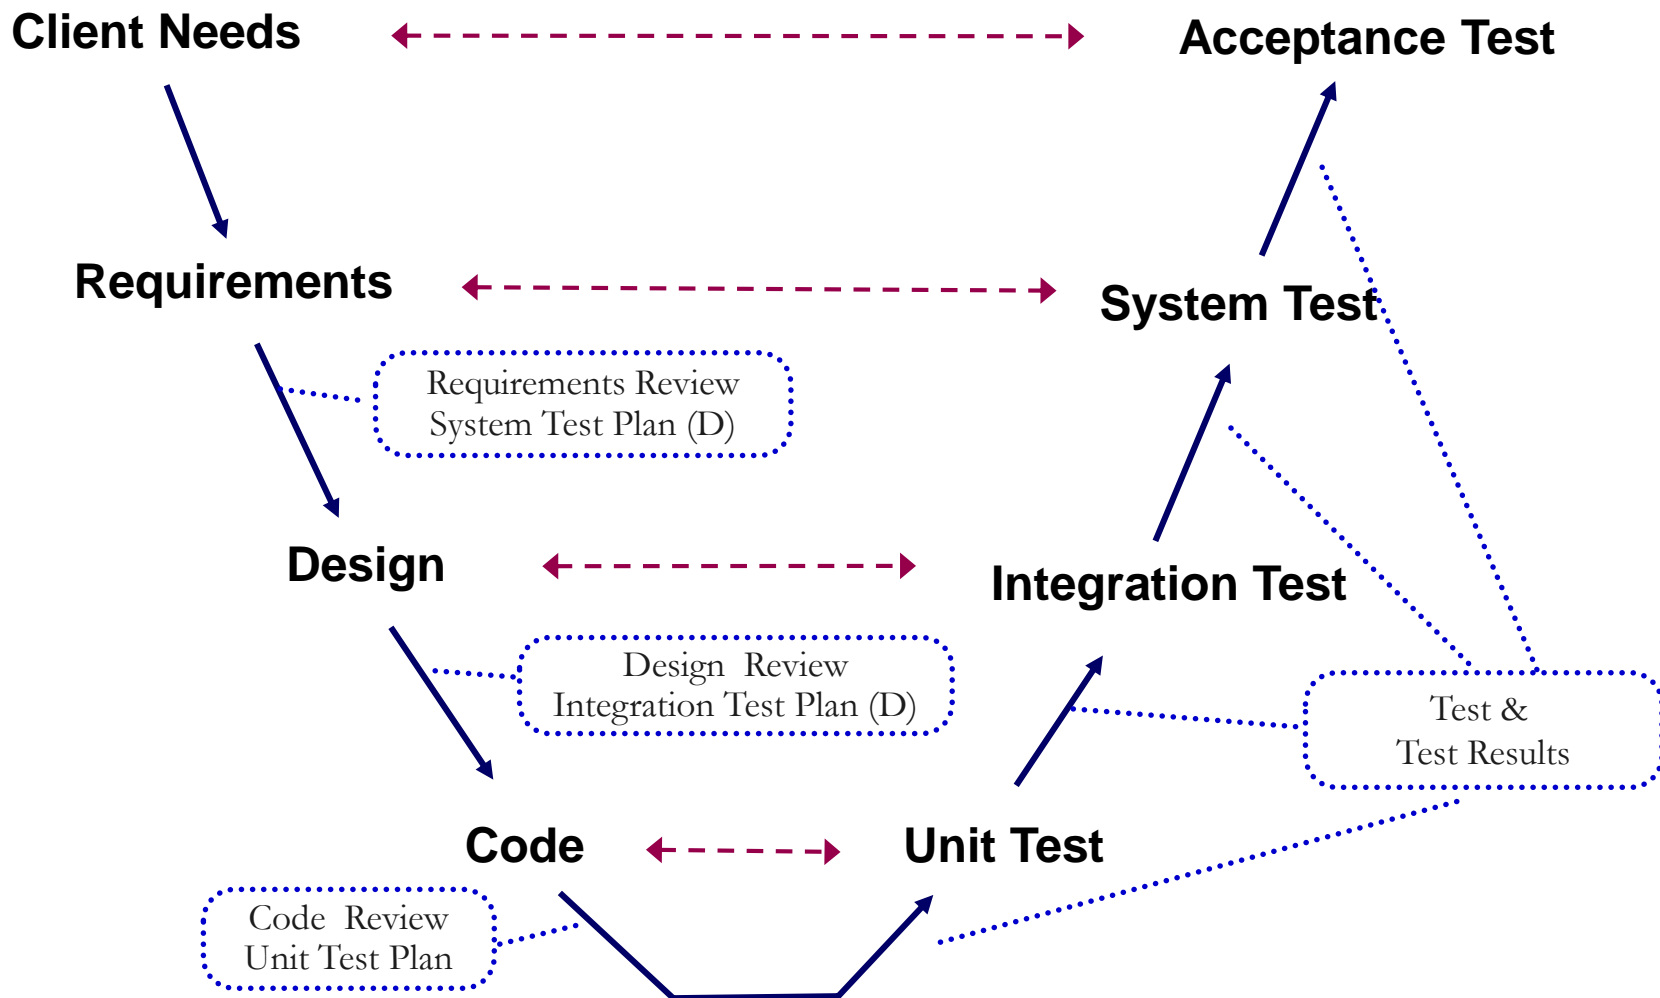 Client Needs
Acceptance Test
Requirements
System Test
Requirements Review
System Test Plan (D)
Design
Integration Test
Design Review
Integration Test Plan (D)
Test &
Test Results
Code
Unit Test
Code Review
Unit Test Plan